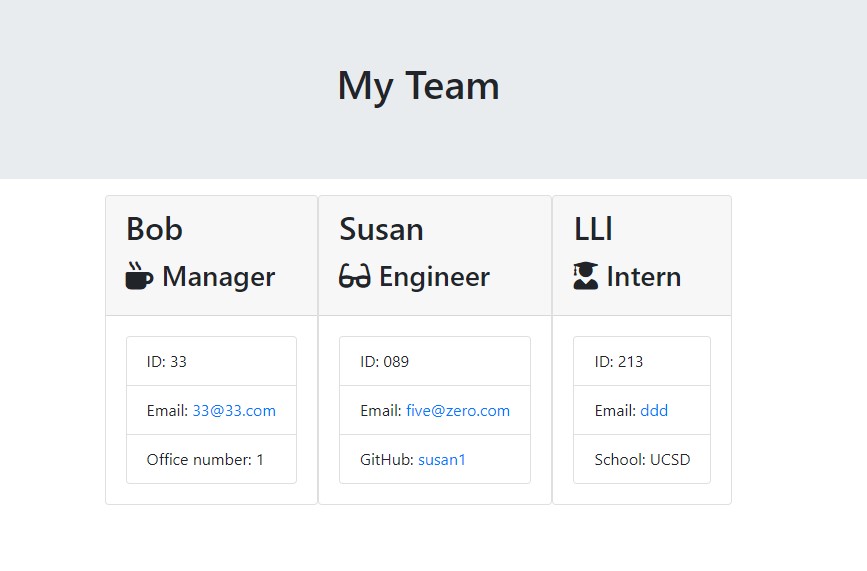 My Team
Bob
Manager
ID: 33
Email: 33@33.com
Office number: 1
Susan
Engineer
ID: 089
Email: five@zero.com
GitHub: susan1
LLl
Intern
ID: 213
Email: ddd
School: UCSD